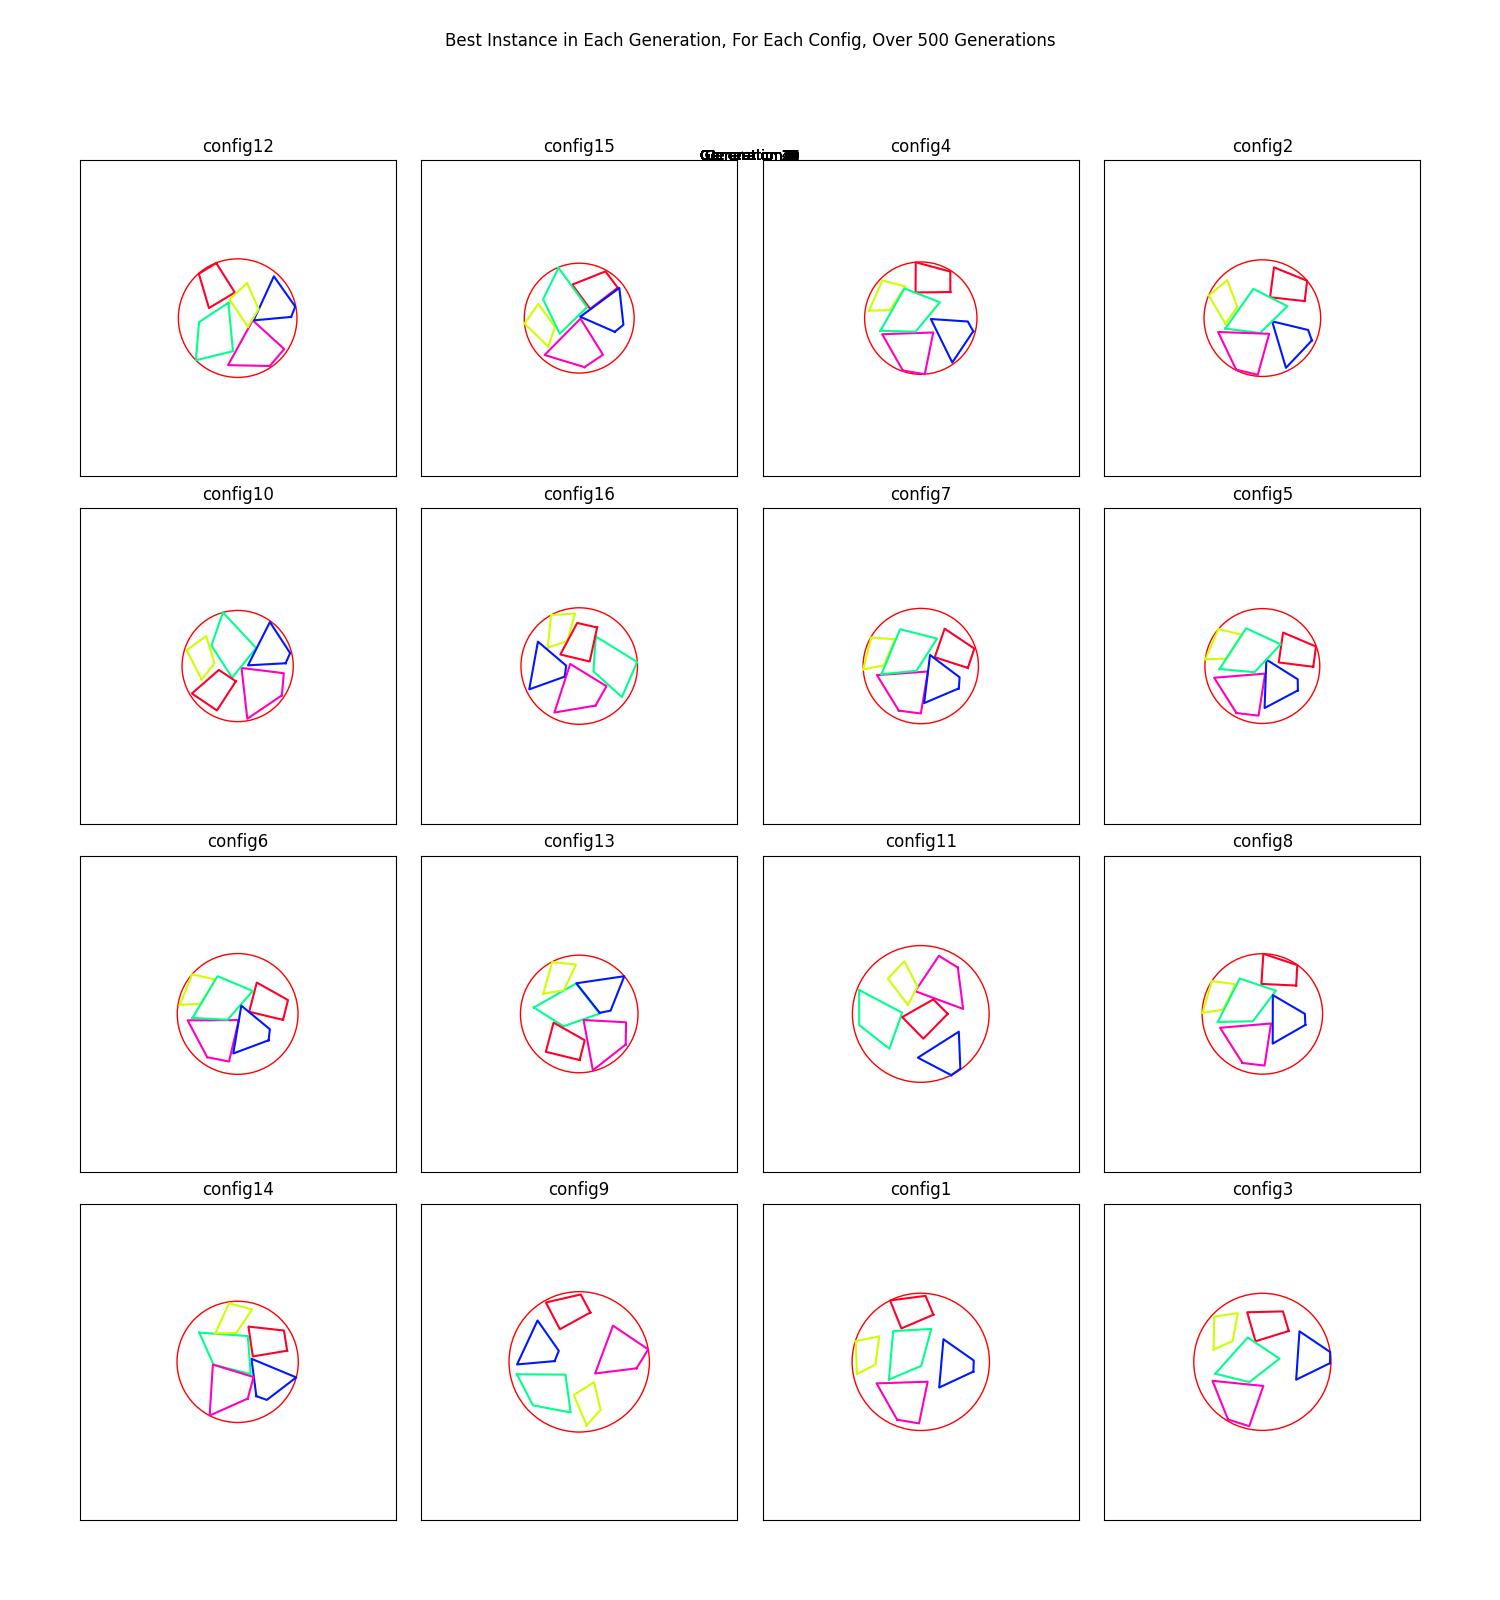 Best Instance in Each Generation, For Each Config, Over 500 Generations
config12
config15
config4
config2
config10
config16
config7
config5
config6
config13
config11
config8
config14
config9
config1
config3